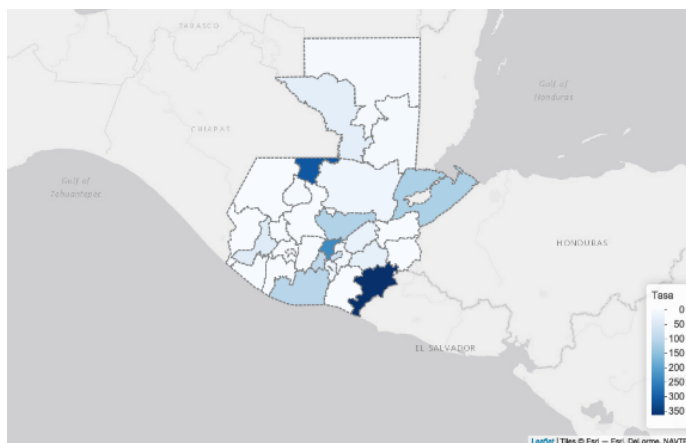 TABASCO
Gulf of
Honduras
CHIAPAS
Gulf of
Tehuantepec
HONDURAS
EL SALVADOR
Tasa
0
50
100
150
200
250
300
350
Leaflet | Tiles © Esri — Esri, DeLorme, NAVTE